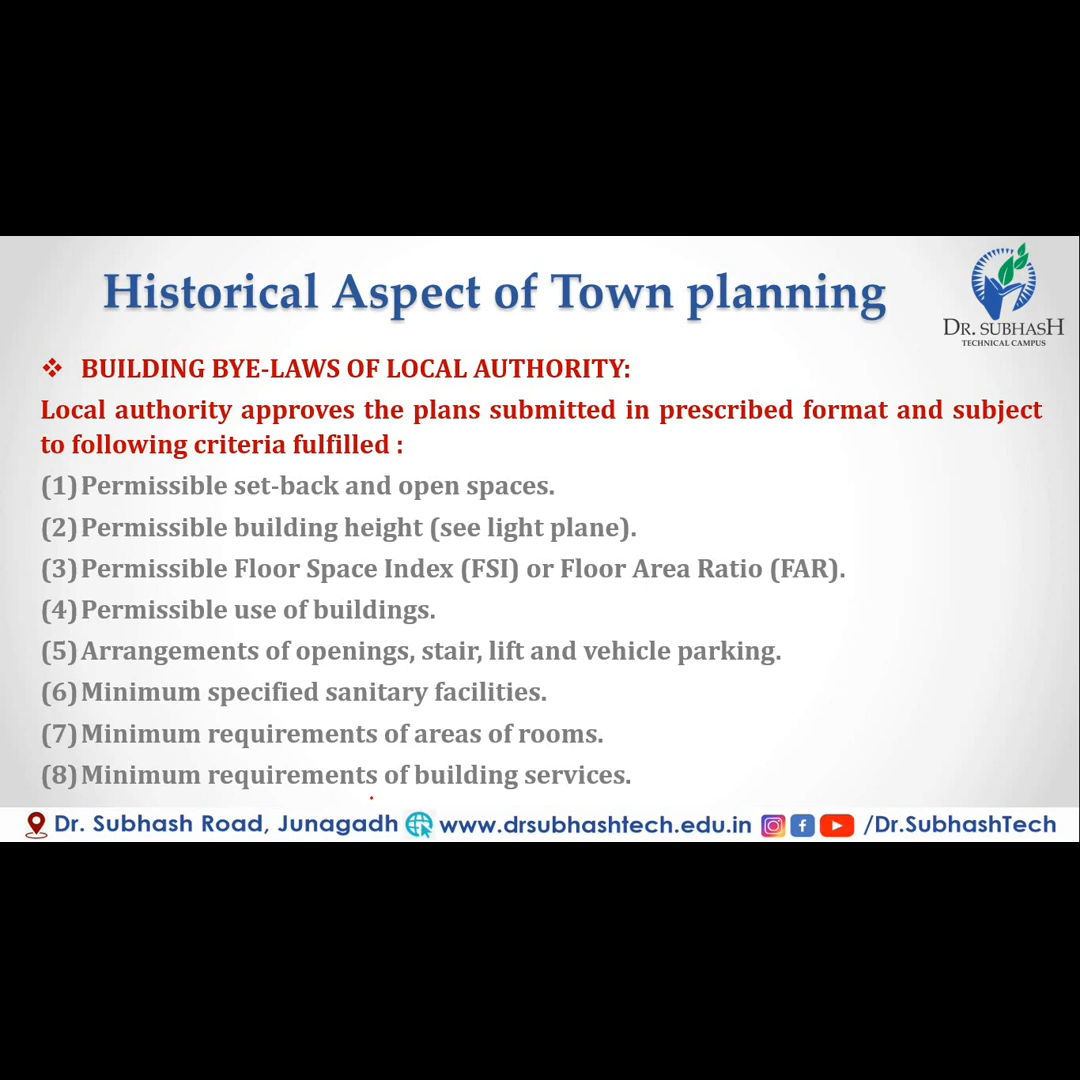 Historical Aspect of Town planning
DR. SUBHASH
TECHNICAL CAMPUS
❖ BUILDING BYE-LAWS OF LOCAL AUTHORITY:
Local authority approves the plans submitted in prescribed format and subject
to following criteria fulfilled :
(1) Permissible set-back and open spaces.
(2) Permissible building height (see light plane).
(3) Permissible Floor Space Index (FSI) or Floor Area Ratio (FAR).
(4) Permissible use of buildings.
(5) Arrangements of openings, stair, lift and vehicle parking.
(6) Minimum specified sanitary facilities.
(7) Minimum requirements of areas of rooms.
(8) Minimum requirements of building services.
Dr. Subhash Road, Junagadh www.drsubhashtech.edu.in /Dr.SubhashTech